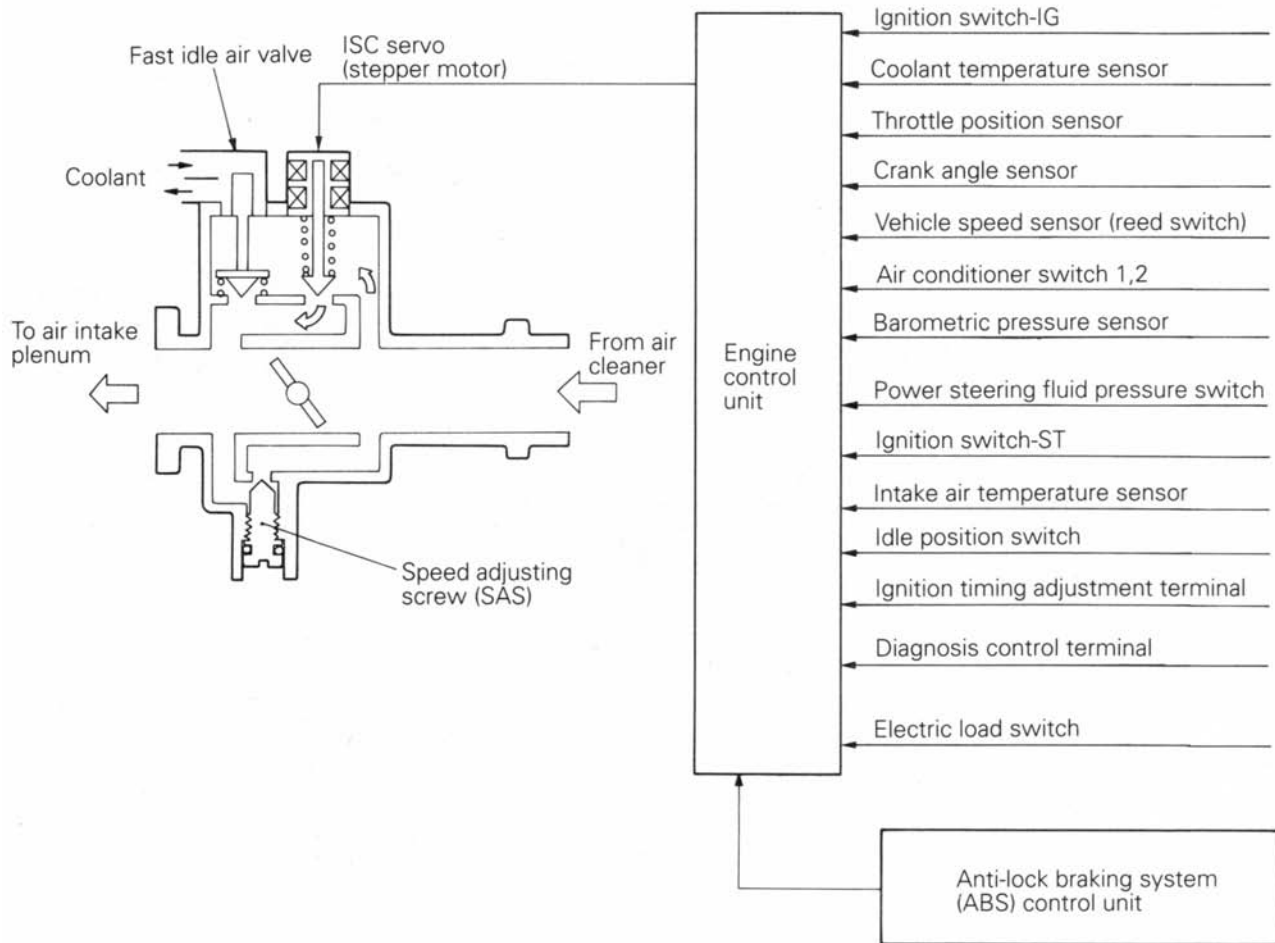 Fast idle air valve
ISC servo
(stepper motor)
Coolant
To air intake
plenum
From air
cleaner
Speed adjusting
screw (SAS)
Engine
control
unit
Ignition switch-IG
Coolant temperature sensor
Throttle position sensor
Crank angle sensor
Vehicle speed sensor (reed switch)
Air conditioner switch 1,2
Barometric pressure sensor
Power steering fluid pressure switch
Ignition switch-ST
Intake air temperature sensor
Idle position switch
Ignition timing adjustment terminal
Diagnosis control terminal
Electric load switch
Anti-lock braking system
(ABS) control unit